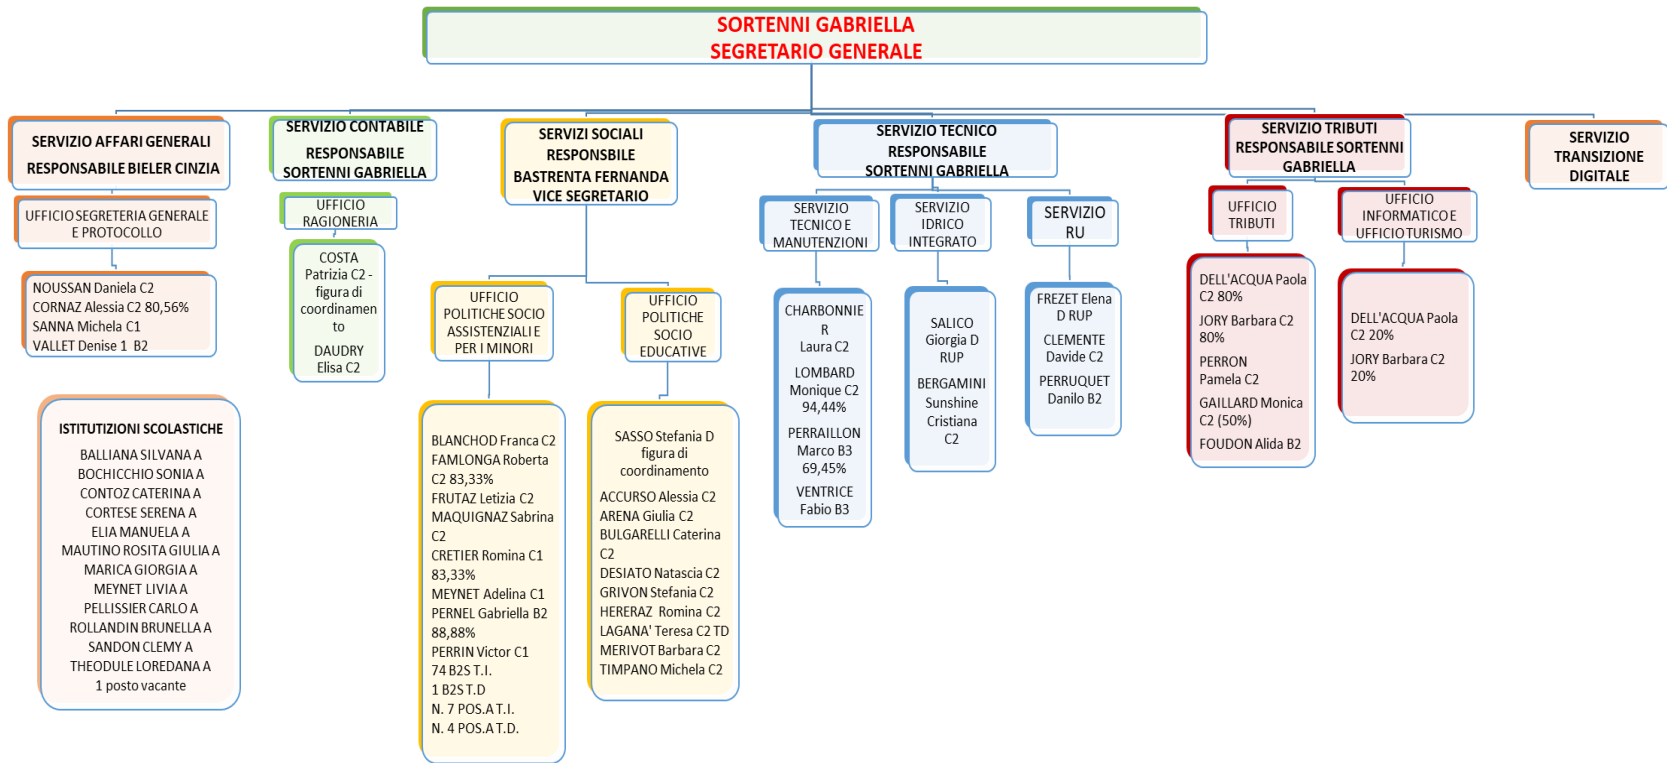 SORTENNI GABRIELLA
SEGRETARIO GENERALE
SERVIZIO AFFARI GENERALI
RESPONSABILE BIELER CINZIA
UFFICIO SEGRETERIA GENERALE
E PROTOCOLLO
NOUSSAN Daniela C2
CORNAZ Alessia C2 80,56%
SANNA Michela C1
VALLET Denise 1 B2
ISTITUTIZIONI SCOLASTICHE
BALLIANA SILVANA A
BOCHICCHIO SONIA A
CONTOZ CATERINA A
CORTESE SERENA A
ELIA MANUELA A
MAUTINO ROSITA GIULIA A
MARICA GIORGIA A
MEYNET LIVIA A
PELLISSIER CARLO A
ROLLANDIN BRUNELLA A
SANDON CLEMY A
THEODULE LOREDANA A
1 posto vacante
SERVIZIO CONTABILE
RESPONSABILE
SORTENNI GABRIELLA
UFFICIO
RAGIONERIA
COSTA
Patrizia C2 -
figura di
coordinamen
to
DAUDRY
Elisa C2
SERVIZI SOCIALI
RESPONSBILE
BASTRENTA FERNANDA
VICE SEGRETARIO
UFFICIO
POLITICHE SOCIO
ASSISTENZIALI E
PER I MINORI
BLANCHOD Franca C2
FAMLONGA Roberta
C2 83,33%
FRUTAZ Letizia C2
MAQUIGNAZ Sabrina
C2
CRETIER Romina C1
83,33%
MEYNET Adelina C1
PERNEL Gabriella B2
88,88%
PERRIN Victor C1
74 B2S T.I.
1 B2S T.D
N. 7 POS.A T.I.
N. 4 POS.A T.D.
UFFICIO
POLITICHE
SOCIO
EDUCATIVE
SASSO Stefania D
figura di
coordinamento
ACCURSO Alessia C2
ARENA Giulia C2
BULGARELLI Caterina
C2
DESIATO Natascia C2
GRIVON Stefania C2
HERERAZ Romina C2
LAGANA' Teresa C2 TD
MERIVOT Barbara C2
TIMPANO Michela C2
SERVIZIO TECNICO
RESPONSABILE
SORTENNI GABRIELLA
SERVIZIO
TECNICO E
MANUTENZIONI
CHARBONNIE
R
Laura C2
LOMBARD
Monique C2
94,44%
PERRAILLON
Marco B3
69,45%
VENTRICE
Fabio B3
SERVIZIO
IDRICO
INTEGRATO
SALICO
Giorgia D
RUP
BERGAMINI
Sunshine
Cristiana
C2
SERVIZIO
RU
FREZET Elena
D RUP
CLEMENTE
Davide C2
PERRUQUET
Danilo B2
SERVIZIO TRIBUTI
RESPONSABILE SORTENNI
GABRIELLA
UFFICIO
TRIBUTI
DELL'ACQUA Paola
C2 80%
JORY Barbara C2
80%
PERRON
Pamela C2
GAILLARD Monica
C2 (50%)
FOUDON Alida B2
UFFICIO
INFORMATICO E
UFFICIO TURISMO
DELL'ACQUA Paola
C2 20%
JORY Barbara C2
20%
SERVIZIO
TRANSIZIONE
DIGITALE